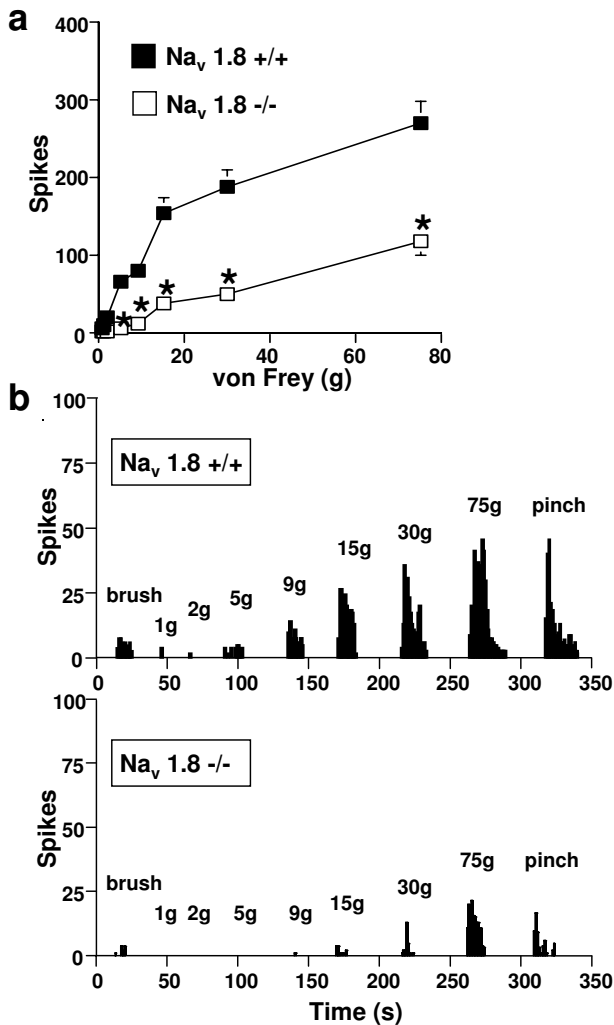 a
400
300
200
100
0
Spikes
Nav 1.8 +/+
Nav 1.8 -/-
* * * * *
0 20 40 60 80
von Frey (g)
b
100
75
50
25
0
Spikes
Nav 1.8 +/+
brush 1g 2g 5g 9g 15g 30g 75g pinch
0 50 100 150 200 250 300 350
100
75
50
25
0
Spikes
Nav 1.8 -/-
brush 1g 2g 5g 9g 15g 30g 75g pinch
0 50 100 150 200 250 300 350
Time (s)